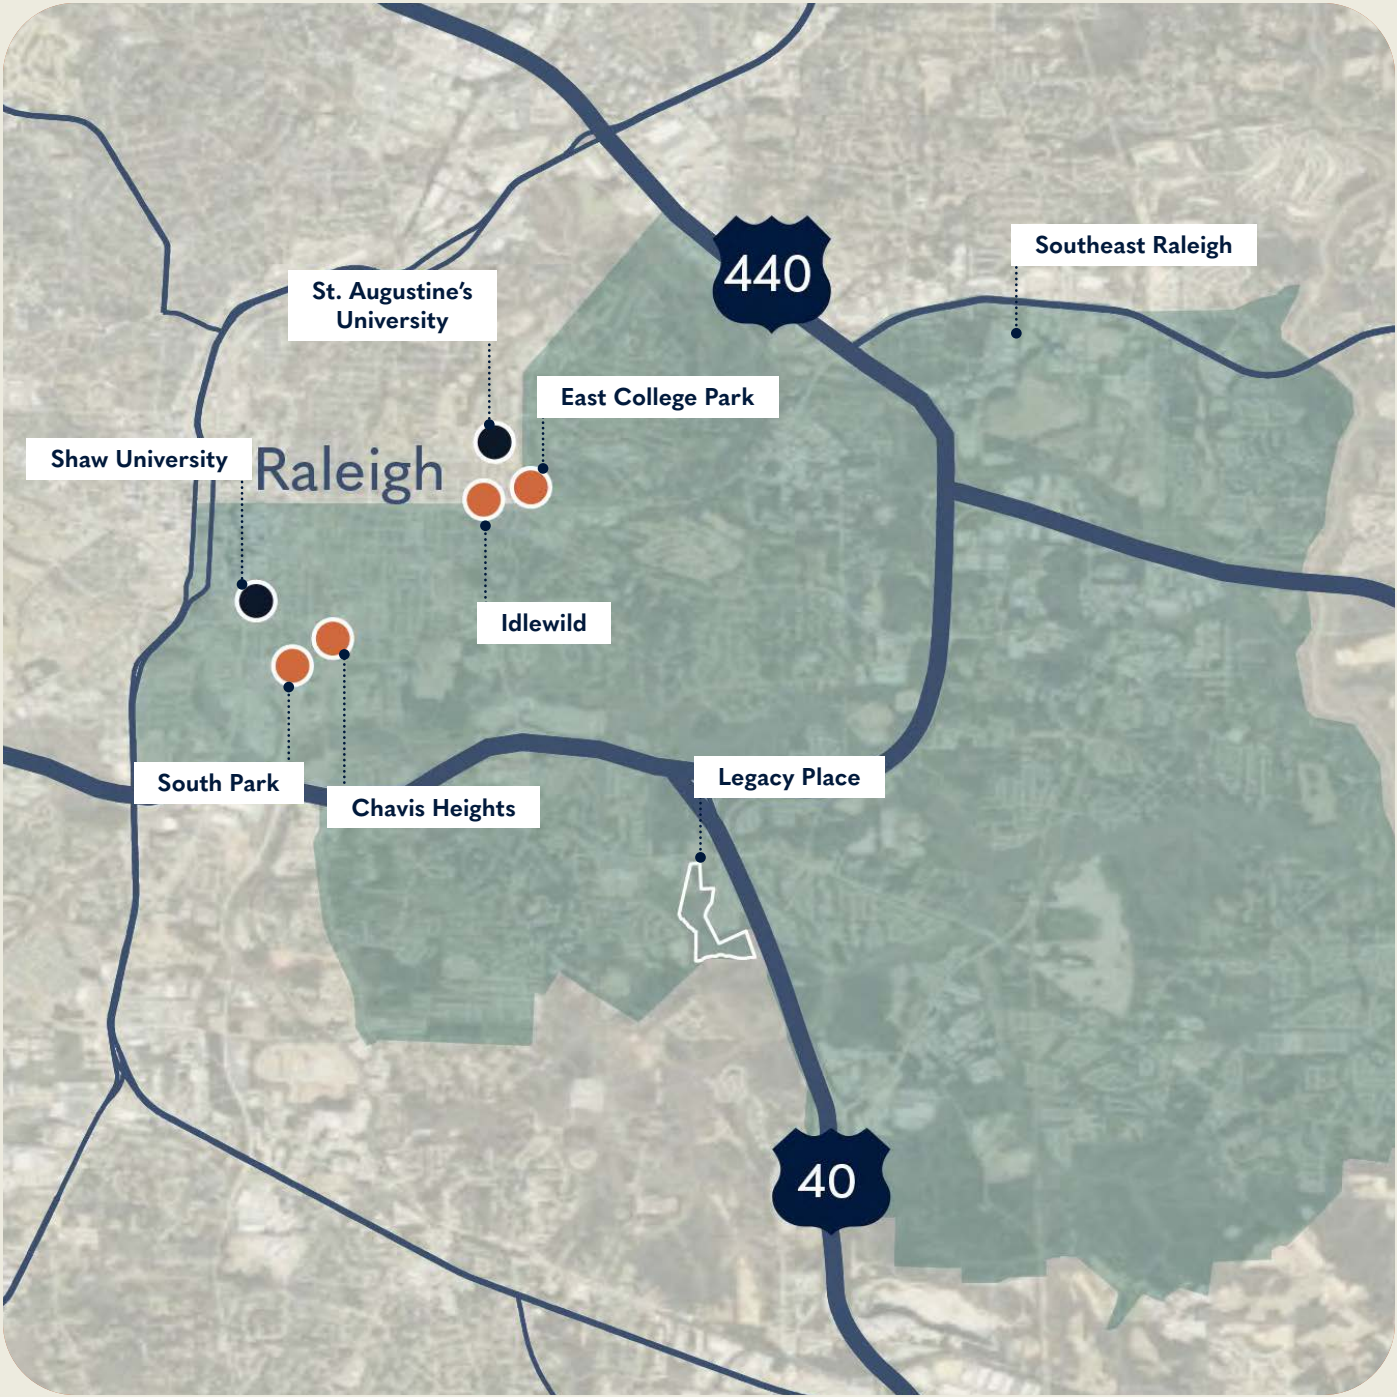 440
Southeast Raleigh
St. Augustine’s
University
East College Park
Shaw University
Raleigh
Idlewild
South Park
Chavis Heights
Legacy Place
40